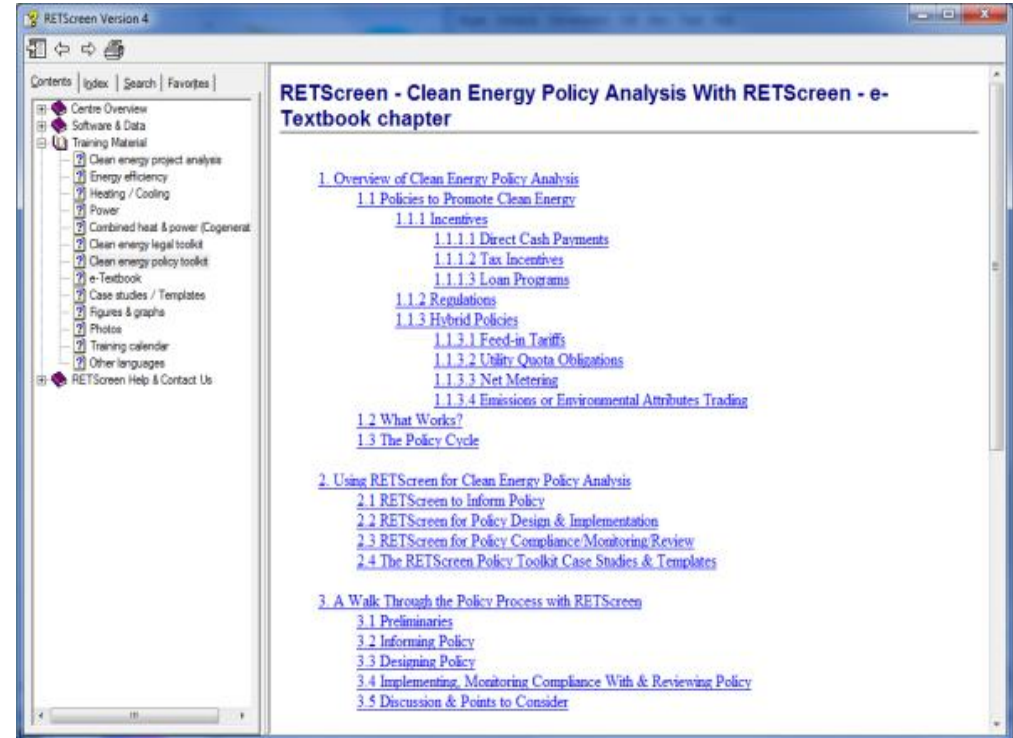 RETScreen Version 4
Contents Index Search Favorites
Centre Overview
Software & Data
Training Material
Clean energy project analysis
Energy efficiency
Heating / Cooling
Power
Combined heat & power (Cogenerat
Clean energy legal toolkit
Clean energy policy toolkit
e-Textbook
Case studies / Templates
Figures & graphs
Photos
Training calendar
Other languages
RETScreen Help & Contact Us
RETScreen - Clean Energy Policy Analysis With RETScreen - e-
Textbook chapter
1. Overview of Clean Energy Policy Analysis
1.1 Policies to Promote Clean Energy
1.1.1 Incentives
1.1.1.1 Direct Cash Payments
1.1.1.2 Tax Incentives
1.1.1.3 Loan Programs
1.1.2 Regulations
1.1.3 Hybrid Policies
1.1.3.1 Feed-in Tariffs
1.1.3.2 Utility Quota Obligations
1.1.3.3 Net Metering
1.1.3.4 Emissions or Environmental Attributes Trading
1.2 What Works?
1.3 The Policy Cycle
2. Using RETScreen for Clean Energy Policy Analysis
2.1 RETScreen to Inform Policy
2.2 RETScreen for Policy Design & Implementation
2.3 RETScreen for Policy Compliance/Monitoring/Review
2.4 The RETScreen Policy Toolkit Case Studies & Templates
3. A Walk Through the Policy Process with RETScreen
3.1 Preliminaries
3.2 Informing Policy
3.3 Designing Policy
3.4 Implementing, Monitoring Compliance With & Reviewing Policy
3.5 Discussion & Points to Consider